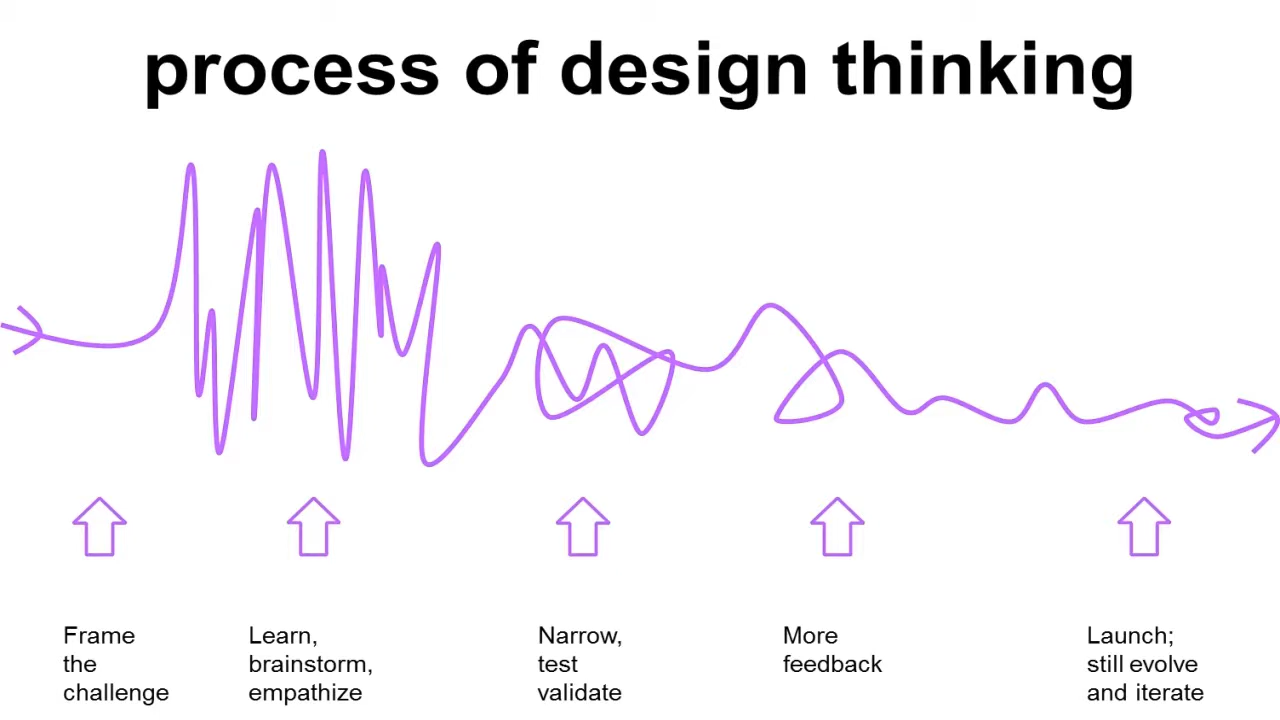 process of design thinking
Frame
the
challenge
Learn,
brainstorm,
empathize
Narrow,
test
validate
More
feedback
Launch;
still evolve
and iterate